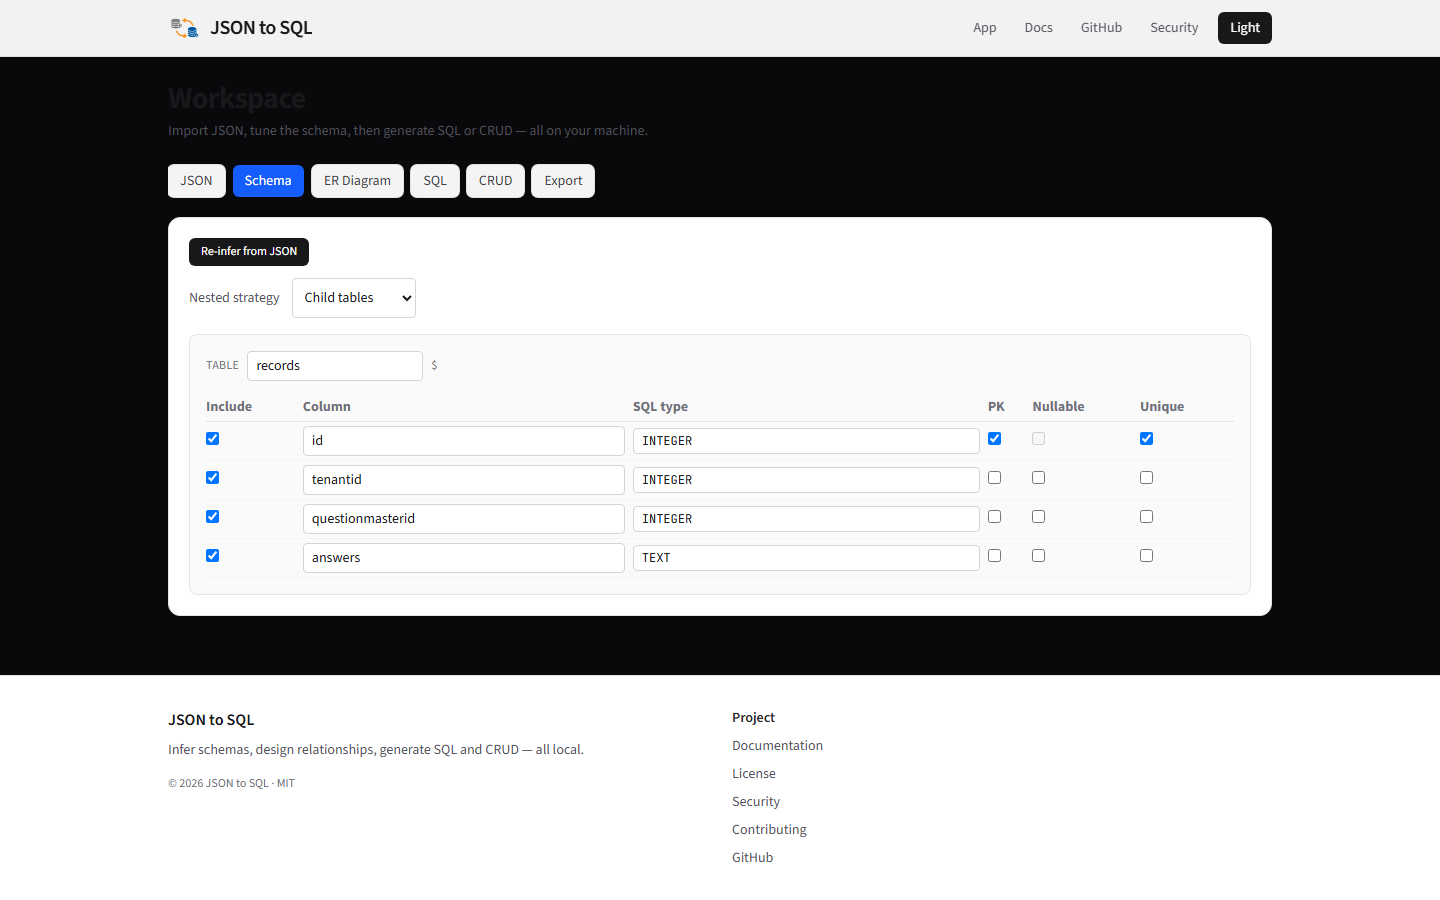 JSON to SQL
App Docs GitHub Security Light
Workspace
Import JSON, tune the schema, then generate SQL or CRUD — all on your machine.
JSON Schema ER Diagram SQL CRUD Export
Re-infer from JSON
Nested strategy Child tables
TABLE records $
Include Column SQL type PK Nullable Unique
id INTEGER
tenantid INTEGER
questionmasterid INTEGER
answers TEXT
JSON to SQL
Infer schemas, design relationships, generate SQL and CRUD — all local.
© 2026 JSON to SQL · MIT
Project
Documentation
License
Security
Contributing
GitHub